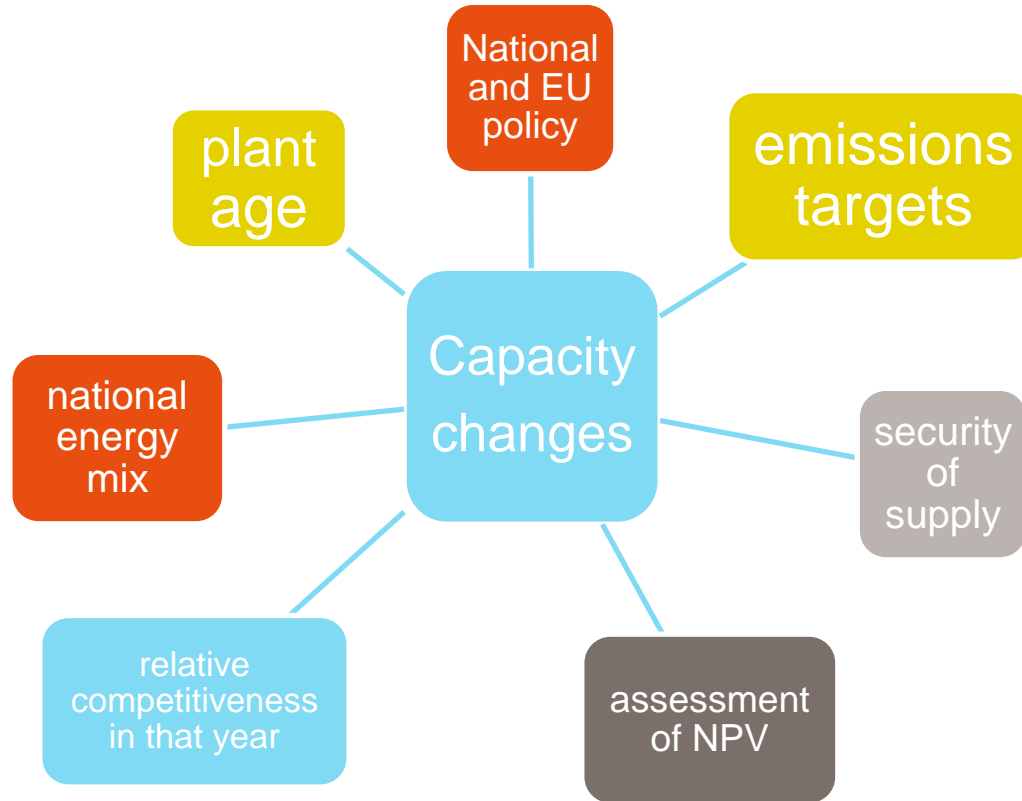 National
and EU
policy
plant
age
emissions
targets
Capacity
changes
national
energy
mix
security
of
supply
relative
competitiveness
in that year
assessment
of NPV